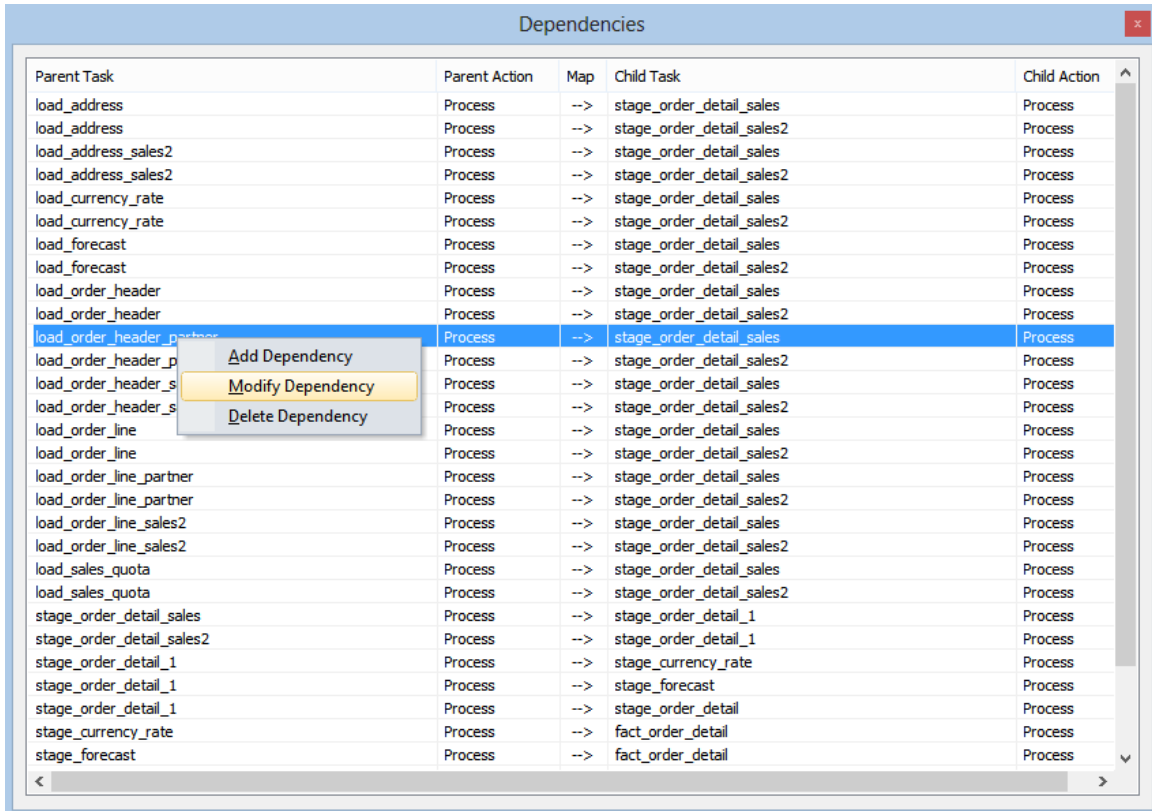 Dependencies
x
Parent Task Parent Action Map Child Task Child Action
load_address Process --> stage_order_detail_sales Process
load_address Process --> stage_order_detail_sales2 Process
load_address_sales2 Process --> stage_order_detail_sales Process
load_address_sales2 Process --> stage_order_detail_sales2 Process
load_currency_rate Process --> stage_order_detail_sales Process
load_currency_rate Process --> stage_order_detail_sales2 Process
load_forecast Process --> stage_order_detail_sales Process
load_forecast Process --> stage_order_detail_sales2 Process
load_order_header Process --> stage_order_detail_sales Process
load_order_header Process --> stage_order_detail_sales2 Process
load_order_header_partner Process --> stage_order_detail_sales Process
load_order_header_p Add Dependency Process --> stage_order_detail_sales2 Process
load_order_header_s Modify Dependency Process --> stage_order_detail_sales Process
load_order_header_s Delete Dependency Process --> stage_order_detail_sales2 Process
load_order_line Process --> stage_order_detail_sales Process
load_order_line Process --> stage_order_detail_sales2 Process
load_order_line_partner Process --> stage_order_detail_sales Process
load_order_line_partner Process --> stage_order_detail_sales2 Process
load_order_line_sales2 Process --> stage_order_detail_sales Process
load_order_line_sales2 Process --> stage_order_detail_sales2 Process
load_sales_quota Process --> stage_order_detail_sales Process
load_sales_quota Process --> stage_order_detail_sales2 Process
stage_order_detail_sales Process --> stage_order_detail_1 Process
stage_order_detail_sales2 Process --> stage_order_detail_1 Process
stage_order_detail_1 Process --> stage_currency_rate Process
stage_order_detail_1 Process --> stage_forecast Process
stage_order_detail_1 Process --> stage_order_detail Process
stage_currency_rate Process --> fact_order_detail Process
stage_forecast Process --> fact_order_detail Process